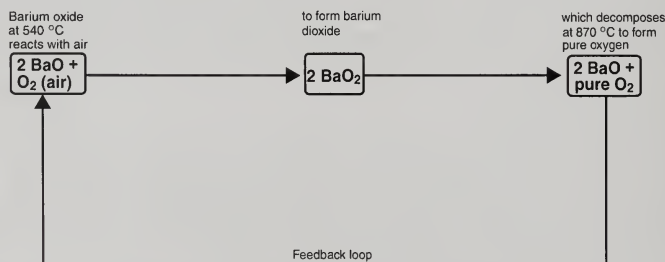 Barium oxide
at 540 °C
reacts with air
2 BaO +
O₂ (air)
to form barium
dioxide
2 BaO₂
which decomposes
at 870 °C to form
pure oxygen
2 BaO +
pure O₂
Feedback loop